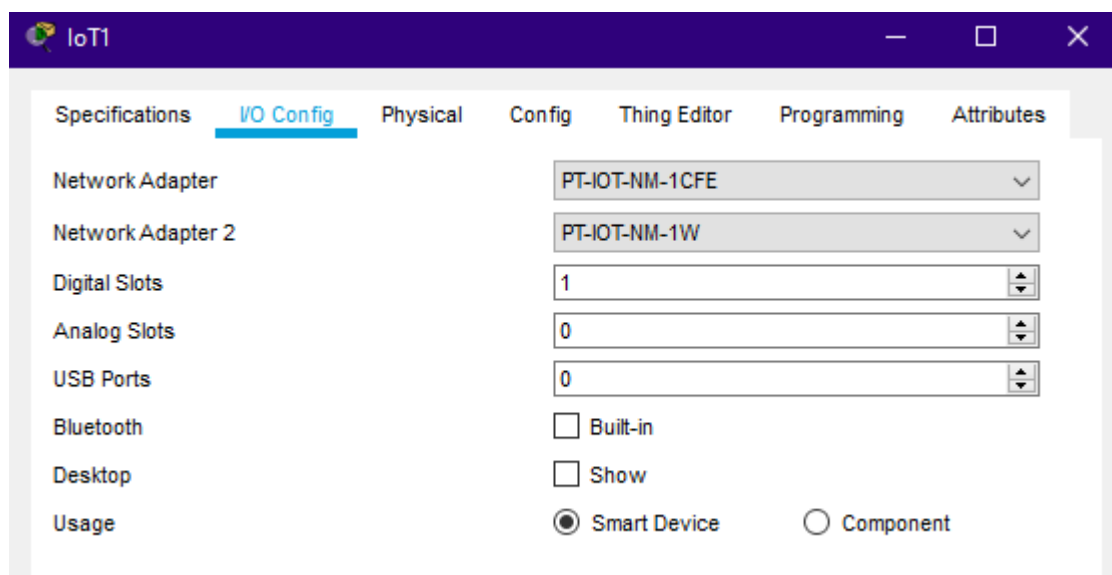 IoT1
Specifications I/O Config Physical Config Thing Editor Programming Attributes
Network Adapter PT-IOT-NM-1CFE
Network Adapter 2 PT-IOT-NM-1W
Digital Slots 1
Analog Slots 0
USB Ports 0
Bluetooth Built-in
Desktop Show
Usage Smart Device Component